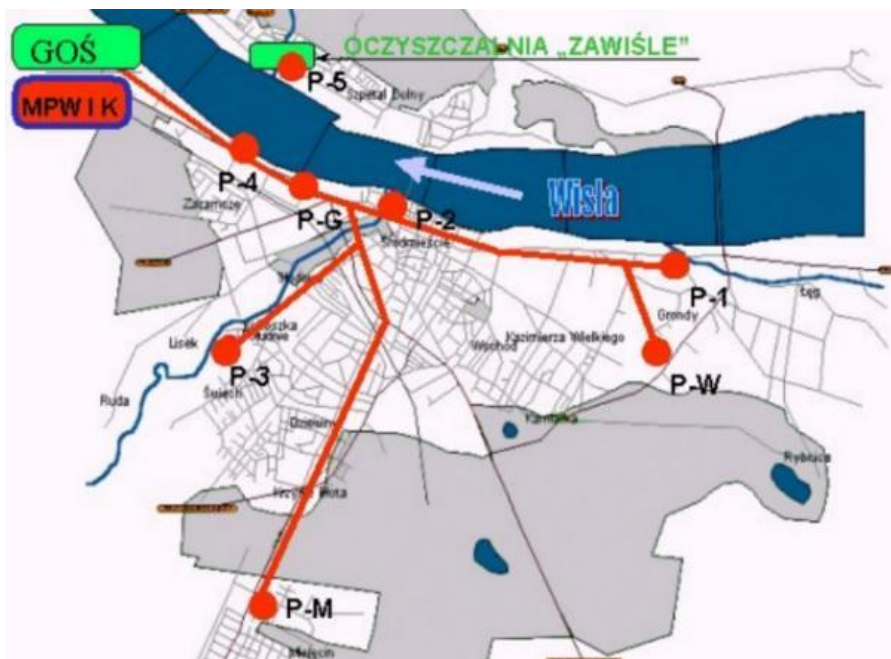 GOŚ
OCZYSZCZALNIA „ZAWIŚLE”
P-5
MPW I K
Szpetal Dolny
P-4
Wisła
Zazamcze
P-G
P-2
Śródmieście
P-1
Łęg
Grondy
Lisek
Kazimierza Wielkiego
Wschód
P-3
P-W
Ruda
Świech
Kamilka
Rybnica
P-M